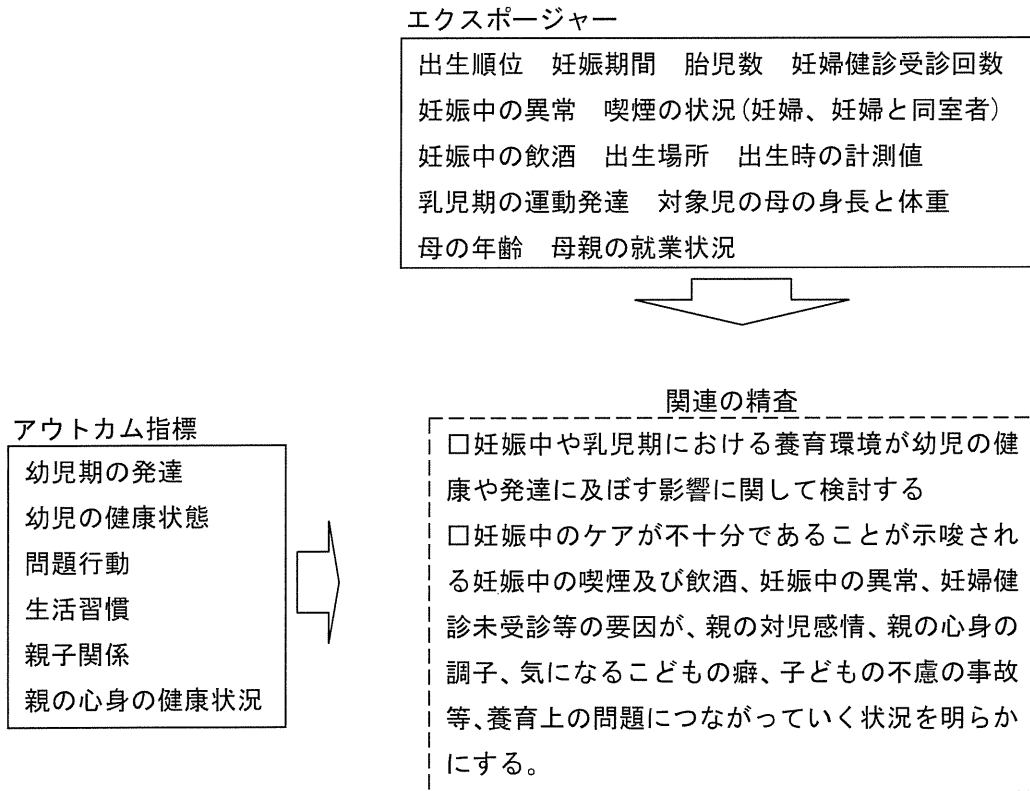 エクスポージャー
出生順位 妊娠期間 胎児数 妊婦健診受診回数
妊娠中の異常 喫煙の状況(妊婦、妊婦と同室者)
妊娠中の飲酒 出生場所 出生時の計測値
乳児期の運動発達 対象児の母の身長と体重
母の年齢 母親の就業状況
関連の精査
アウトカム指標
幼児期の発達
幼児の健康状態
問題行動
生活習慣
親子関係
親の心身の健康状況
□妊娠中や乳児期における養育環境が幼児の健
康や発達に及ぼす影響に関して検討する
□妊娠中のケアが不十分であることが示唆され
る妊娠中の喫煙及び飲酒、妊娠中の異常、妊婦健
診未受診等の要因が、親の対児感情、親の心身の
調子、気になるこどもの癖、子どもの不慮の事故
等、養育上の問題につながっていく状況を明らか
にする。